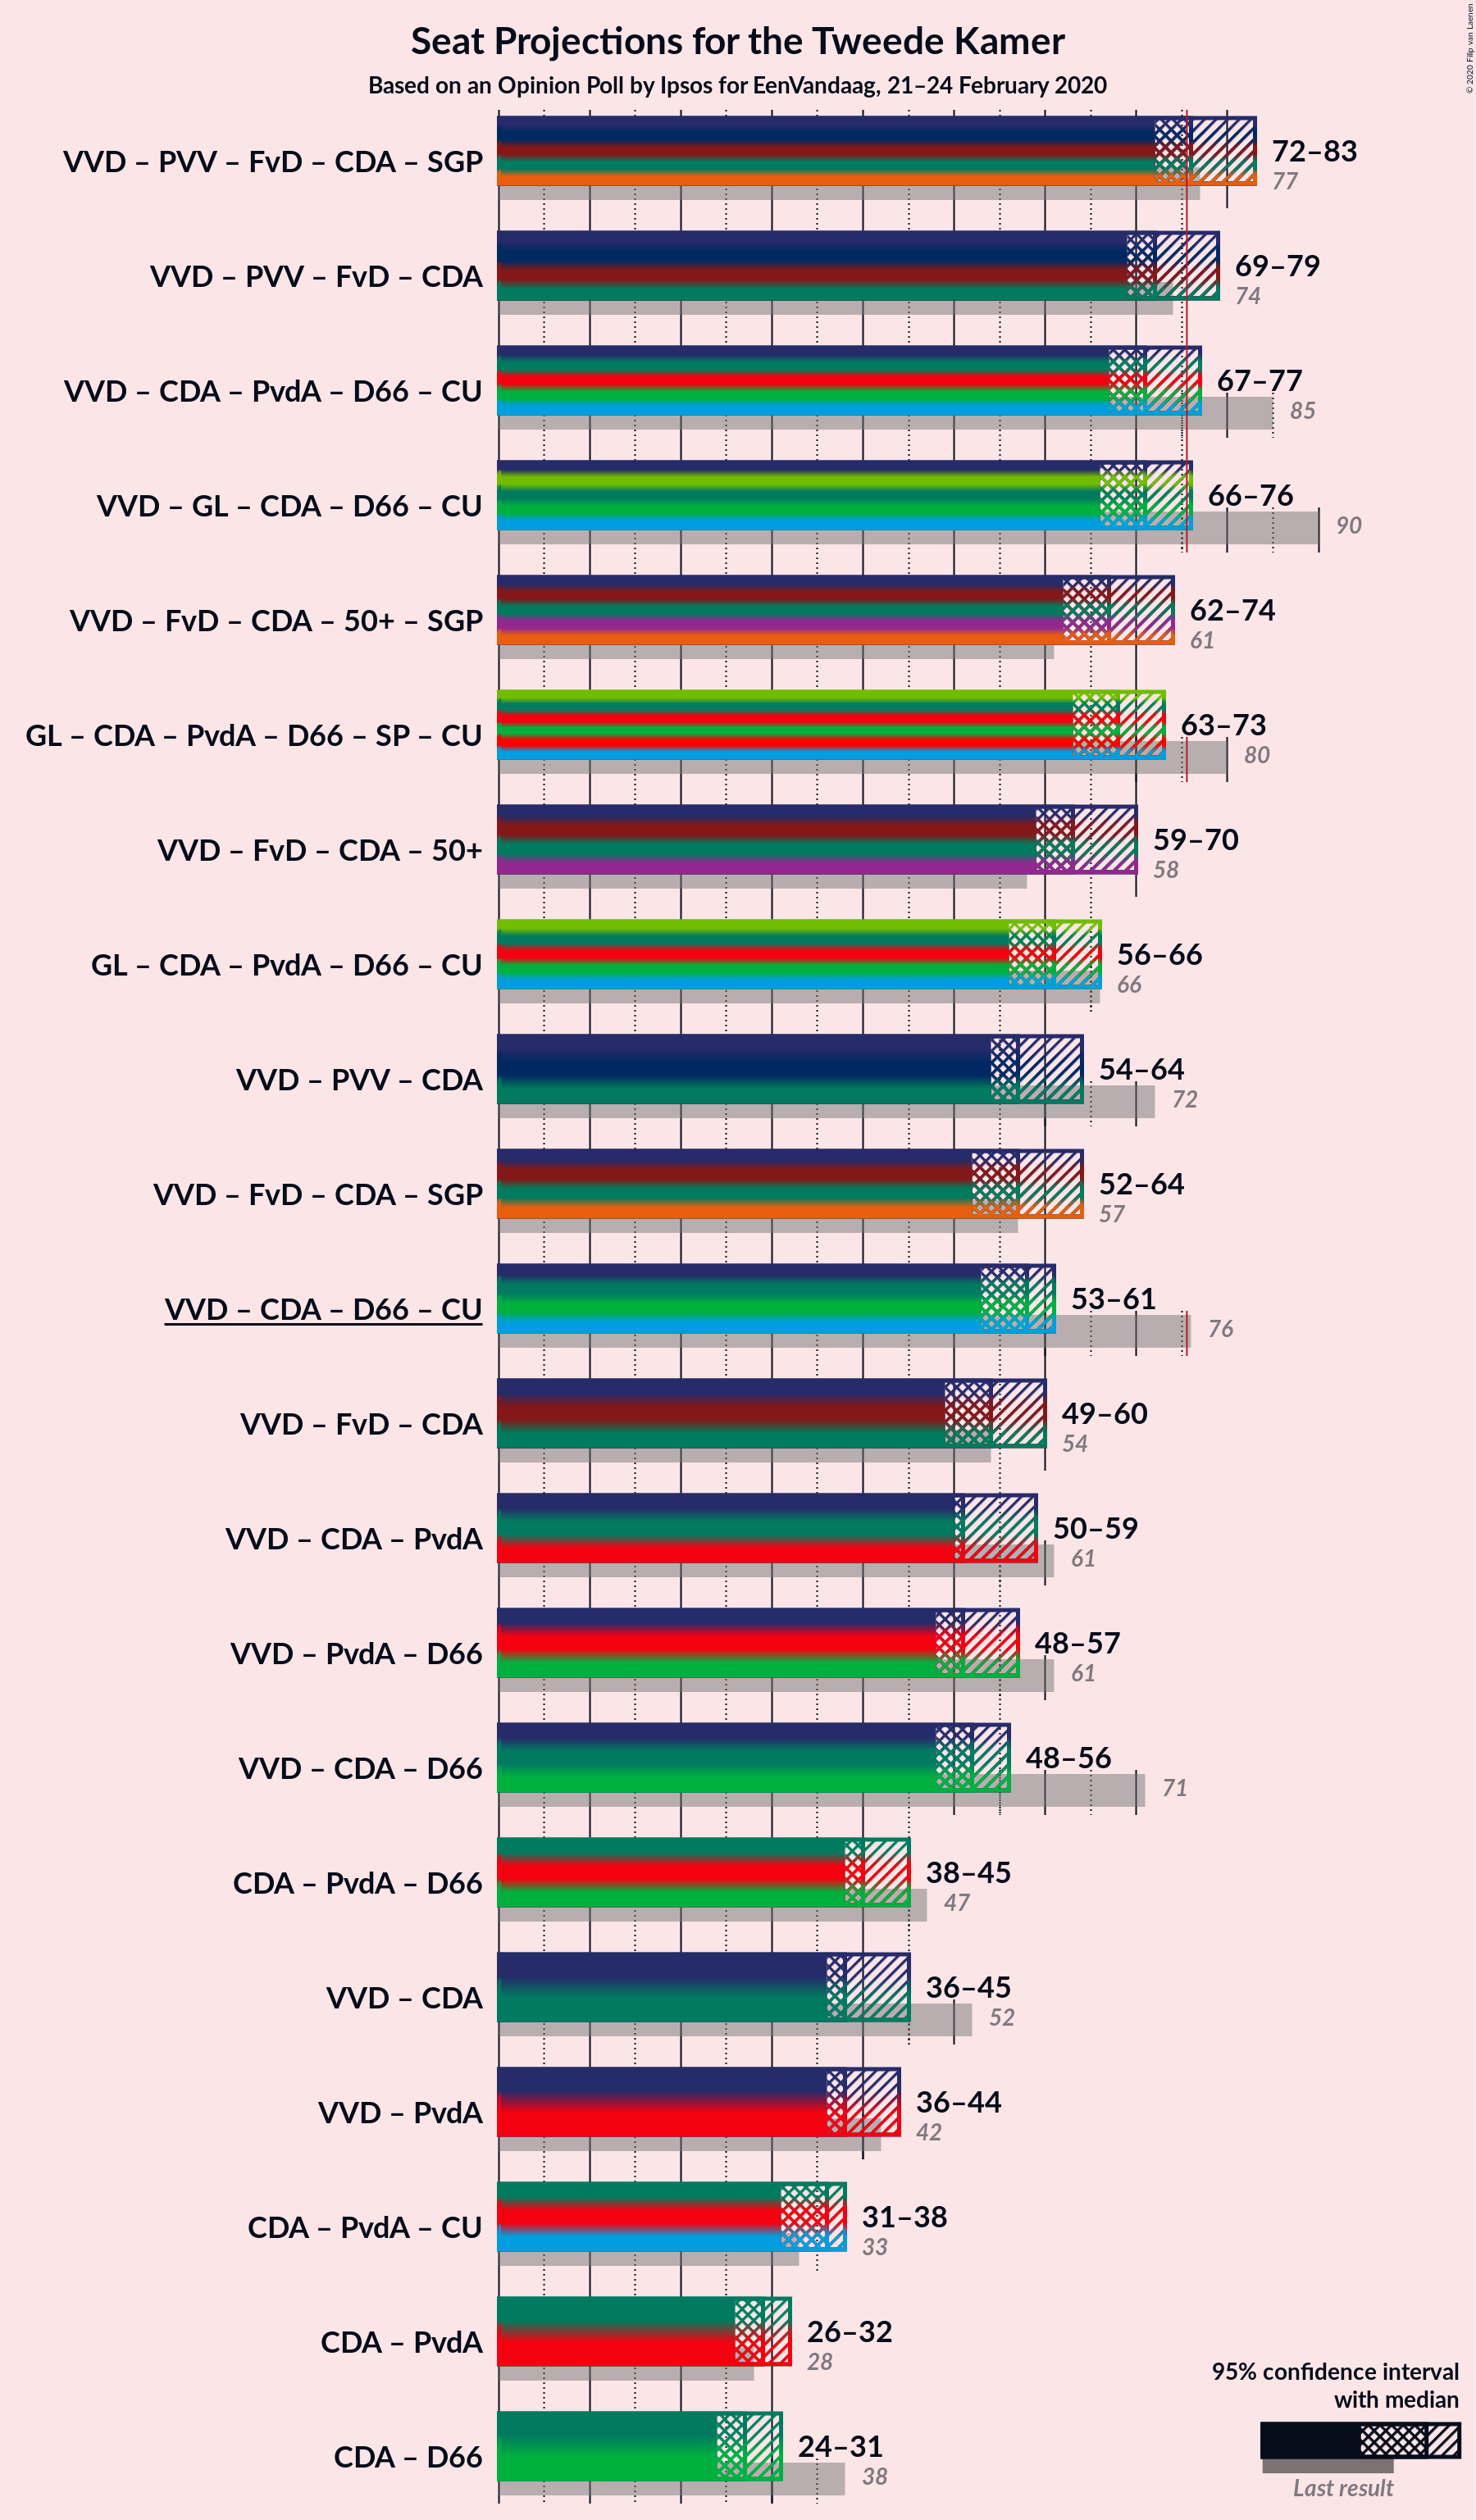 Seat Projections for the Tweede Kamer
Based on an Opinion Poll by Ipsos for EenVandaag, 21–24 February 2020
© 2020 Filip van Laenen
VVD – PVV – FvD – CDA – SGP
72–83
77
VVD – PVV – FvD – CDA
69–79
74
VVD – CDA – PvdA – D66 – CU
67–77
85
VVD – GL – CDA – D66 – CU
66–76
90
VVD – FvD – CDA – 50+ – SGP
62–74
61
GL – CDA – PvdA – D66 – SP – CU
63–73
80
VVD – FvD – CDA – 50+
59–70
58
GL – CDA – PvdA – D66 – CU
56–66
66
VVD – PVV – CDA
54–64
72
VVD – FvD – CDA – SGP
52–64
57
VVD – CDA – D66 – CU
53–61
76
VVD – FvD – CDA
49–60
54
VVD – CDA – PvdA
50–59
61
VVD – PvdA – D66
48–57
61
VVD – CDA – D66
48–56
71
CDA – PvdA – D66
38–45
47
VVD – CDA
36–45
52
VVD – PvdA
36–44
42
CDA – PvdA – CU
31–38
33
CDA – PvdA
26–32
28
CDA – D66
24–31
38
95% confidence interval
with median
Last result